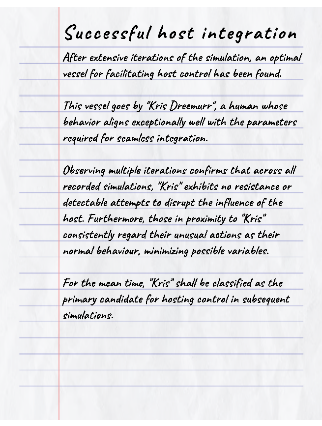 Successful host integration
After extensive iterations of the simulation, an optimal
vessel for facilitating host control has been found.
This vessel goes by "Kris Dreemurr", a human whose
behavior aligns exceptionally well with the parameters
required for seamless integration.
Observing multiple iterations confirms that across all
recorded simulations, "Kris" exhibits no resistance or
detectable attempts to disrupt the influence of the
host. Furthermore, those in proximity to "Kris"
consistently regard their unusual actions as their
normal behaviour, minimizing possible variables.
For the mean time, "Kris" shall be classified as the
primary candidate for hosting control in subsequent
simulations.